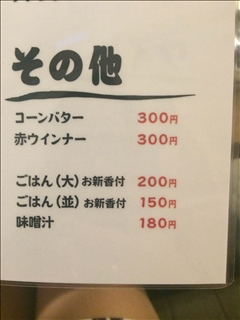 その他
コーンバター 300円
赤ウインナー 300円
ごはん(大)お新香付 200円
ごはん(並)お新香付 150円
味噌汁 180円